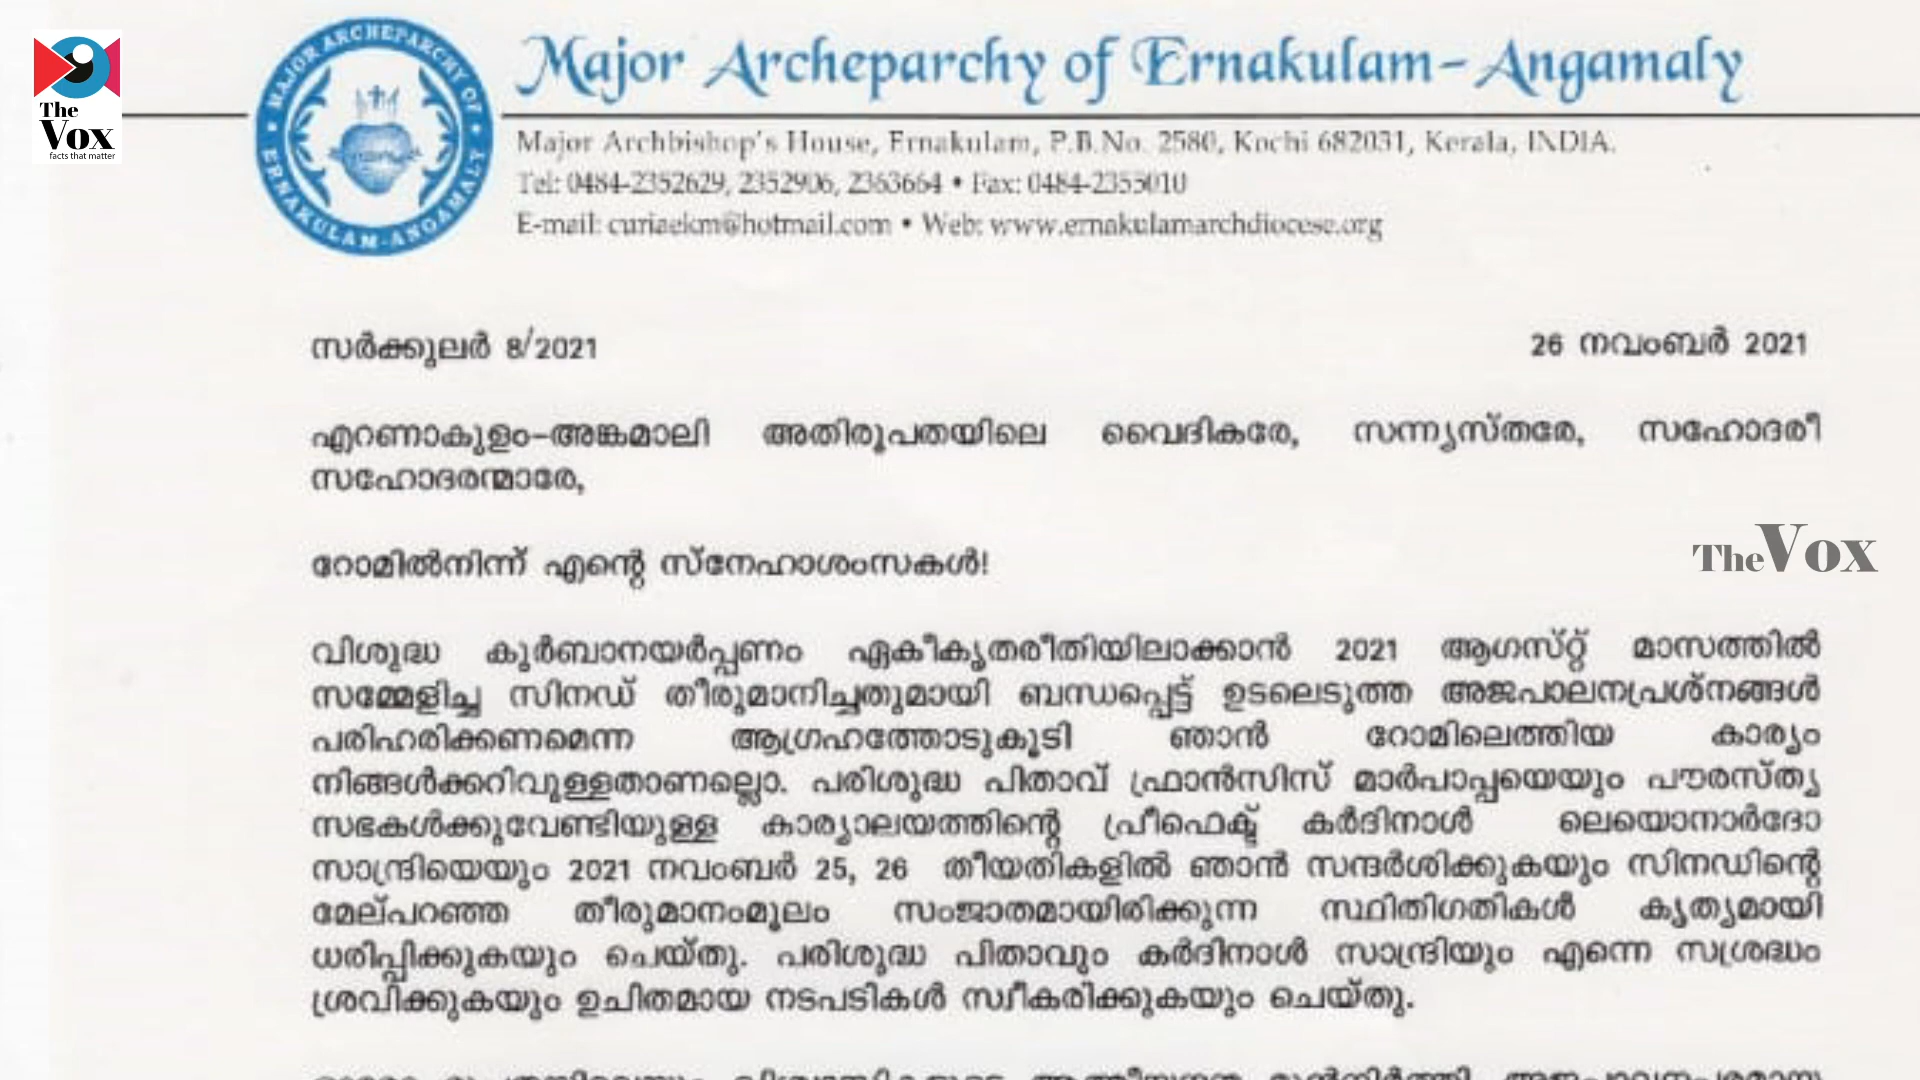 The
Vox
facts that matter
MAJOR ARCHEPARCHY OF
ERNAKULAM-ANGAMALY
Major Archeparchy of Ernakulam-Angamaly
Major Archbishop's House, Ernakulam, P.B.No. 2580, Kochi 682031, Kerala, INDIA.
Tel: 0484-2352629, 2352906, 2363664 • Fax: 0484-2355010
E-mail: curiaekm@hotmail.com • Web: www.ernakulamarchdiocese.org
സർക്കുലർ 8/2021
26 നവംബർ 2021
എറണാകുളം-അങ്കമാലി അതിരൂപതയിലെ വൈദികരേ, സന്ന്യസ്തരേ, സഹോദരീ
സഹോദരന്മാരേ,
റോമിൽനിന്ന് എന്റെ സ്നേഹാശംസകൾ!
TheVox
വിശുദ്ധ കുർബാനയർപ്പണം ഏകീകൃതരീതിയിലാക്കാൻ 2021 ആഗസ്റ്റ് മാസത്തിൽ
സമ്മേളിച്ച സിനഡ് തീരുമാനിച്ചതുമായി ബന്ധപ്പെട്ട് ഉടലെടുത്ത അജപാലനപ്രശ്നങ്ങൾ
പരിഹരിക്കണമെന്ന ആഗ്രഹത്തോടുകൂടി ഞാൻ റോമിലെത്തിയ കാര്യം
നിങ്ങൾക്കറിവുള്ളതാണല്ലൊ. പരിശുദ്ധ പിതാവ് ഫ്രാൻസിസ് മാർപാപ്പയെയും പൗരസ്ത്യ
സഭകൾക്കുവേണ്ടിയുള്ള കാര്യാലയത്തിന്റെ പ്രീഫെക്ട് കർദിനാൾ ലെയൊനാർദോ
സാന്ദ്രിയെയും 2021 നവംബർ 25, 26 തീയതികളിൽ ഞാൻ സന്ദർശിക്കുകയും സിനഡിന്റെ
മേല്പറഞ്ഞ തീരുമാനംമൂലം സംജാതമായിരിക്കുന്ന സ്ഥിതിഗതികൾ കൃത്യമായി
ധരിപ്പിക്കുകയും ചെയ്തു. പരിശുദ്ധ പിതാവും കർദിനാൾ സാന്ദ്രിയും എന്നെ സശ്രദ്ധം
ശ്രവിക്കുകയും ഉചിതമായ നടപടികൾ സ്വീകരിക്കുകയും ചെയ്തു.